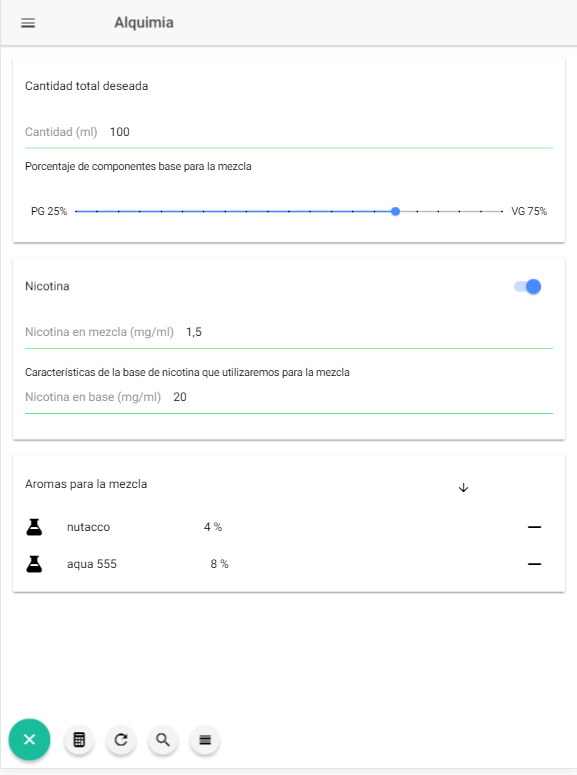 Alquimia
Cantidad total deseada
Cantidad (ml) 100
Porcentaje de componentes base para la mezcla
PG 25% VG 75%
Nicotina
Nicotina en mezcla (mg/ml) 1,5
Características de la base de nicotina que utilizaremos para la mezcla
Nicotina en base (mg/ml) 20
Aromas para la mezcla
nutacco 4 %
aqua 555 8 %